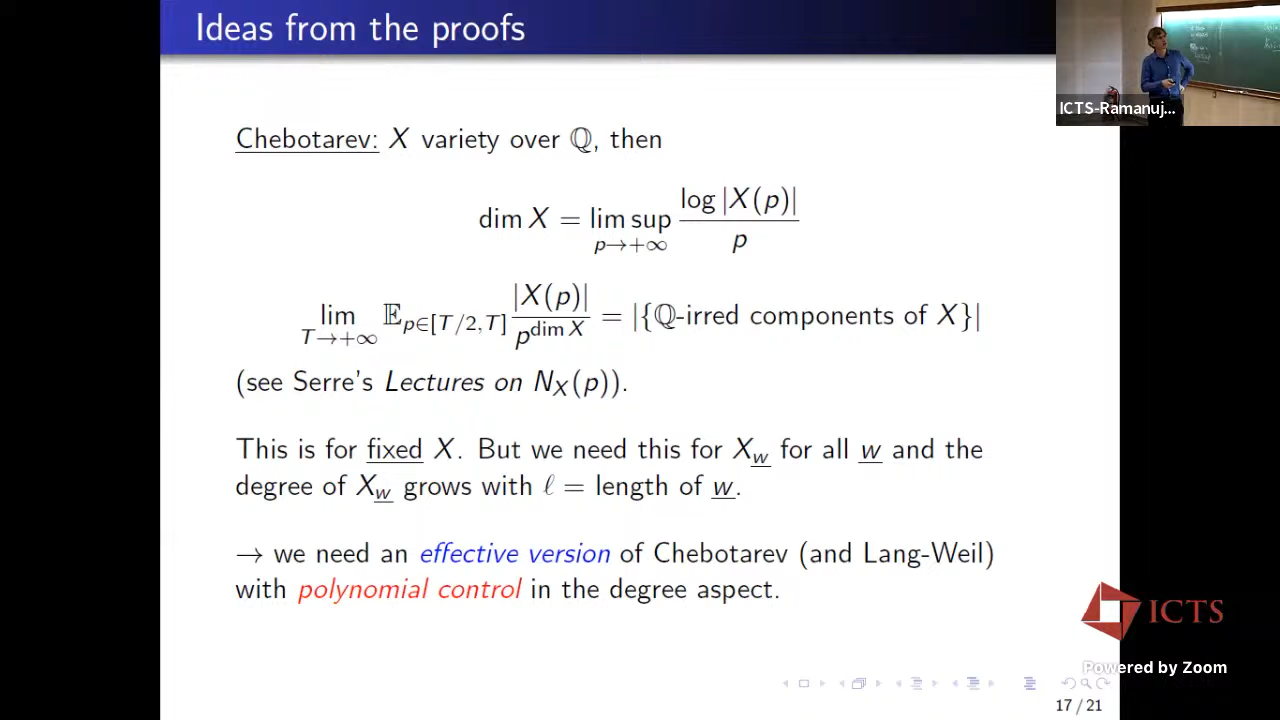 Ideas from the proofs
ICTS-Ramanuj...
Chebotarev: X variety over ℚ, then
dim X = lim sup_{p→+∞} log |X(p)| / p
lim_{T→+∞} 𝔼_{p∈[T/2,T]} |X(p)| / p^{dim X} = |{ℚ-irred components of X}|
(see Serre's Lectures on N_X(p)).
This is for fixed X. But we need this for X_w for all w and the
degree of X_w grows with ℓ = length of w.
→ we need an effective version of Chebotarev (and Lang-Weil)
with polynomial control in the degree aspect.
ICTS
Powered by Zoom
17 / 21